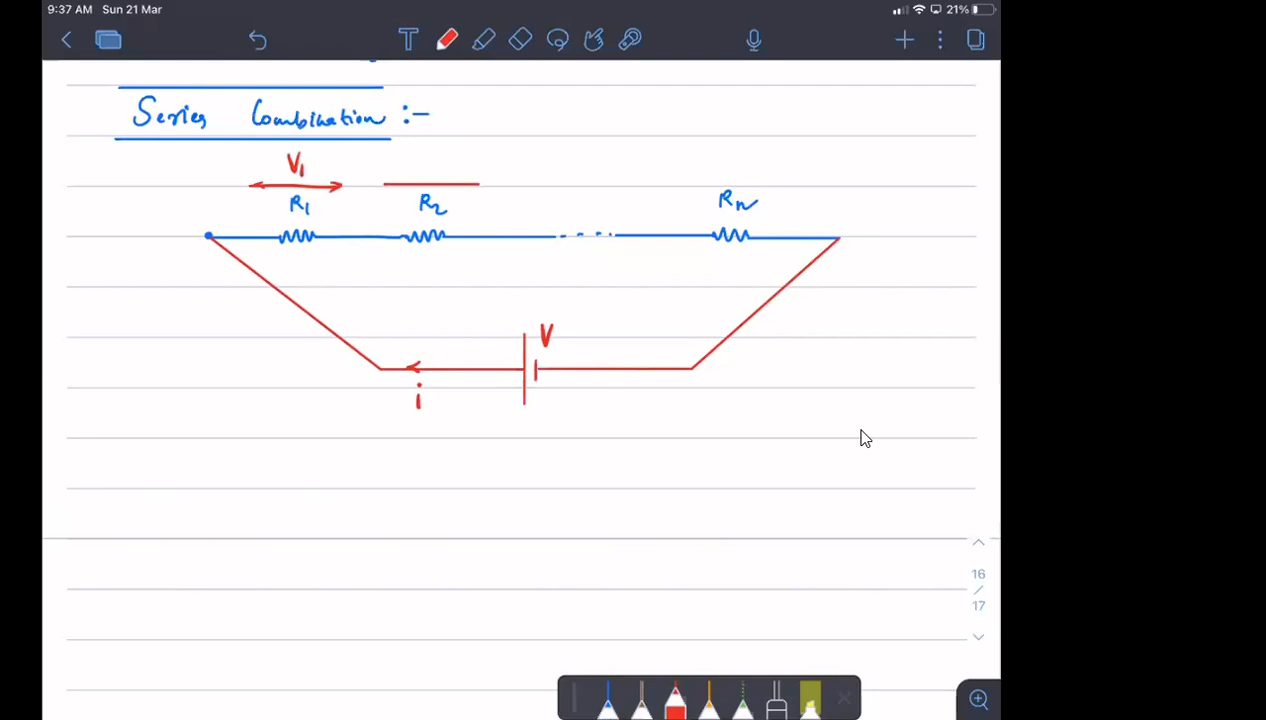 9:37 AM Sun 21 Mar
21%
T
Series Combination :-
V1
R1
R2
Rn
V
i
16
/
17